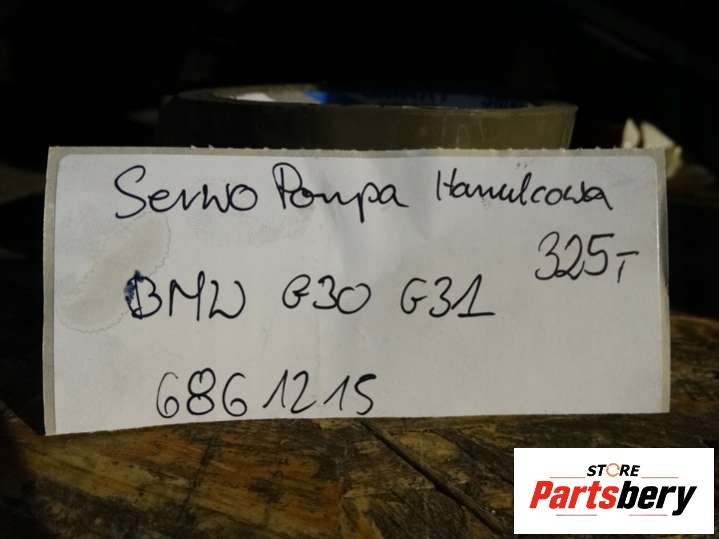 Serwo Pompa Hamulcowa
325T
BMW G30 G31
6861215
STORE
Partsbery